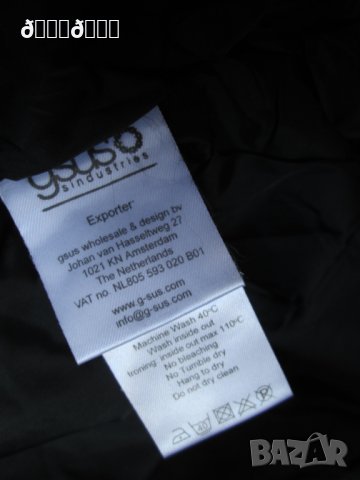 ð□□□ð□□□
gsus
sindustries
Exporter
gsus wholesale & design bv
Johan van Hasseltweg 27
1021 KN Amsterdam
The Netherlands
VAT no. NL805 593 020 B01
www.g-sus.com
info@g-sus.com
Machine Wash 40°C
Wash inside out
Ironing: inside out max 110°C
No bleaching
No Tumble dry
Hang to dry
Do not dry clean
40
P
BAZAR
bg